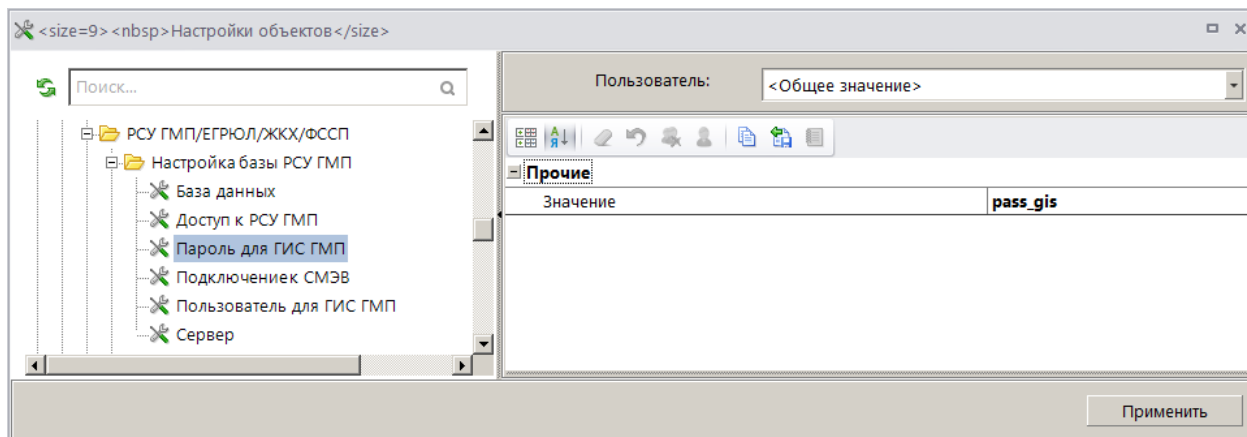 <size=9><nbsp>Настройки объектов</size>
Поиск...
РСУ ГМП/ЕГРЮЛ/ЖКХ/ФССП
Настройка базы РСУ ГМП
База данных
Доступ к РСУ ГМП
Пароль для ГИС ГМП
Подключениек СМЭВ
Пользователь для ГИС ГМП
Сервер
Пользователь: <Общее значение>
Прочие
Значение pass_gis
Применить